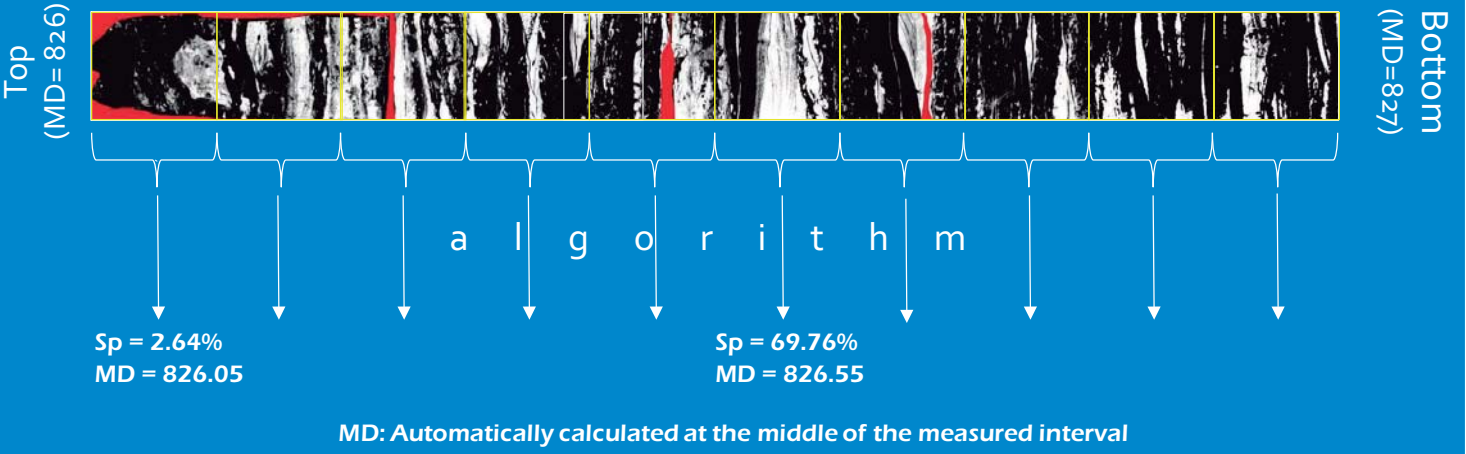 Top
(MD= 826)
Bottom
(MD=827)
algorithm
Sp = 2.64%
MD = 826.05
Sp = 69.76%
MD = 826.55
MD: Automatically calculated at the middle of the measured interval